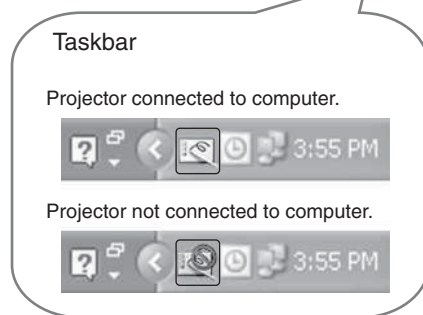 Taskbar
Projector connected to computer.
? 3:55 PM
Projector not connected to computer.
? 3:55 PM